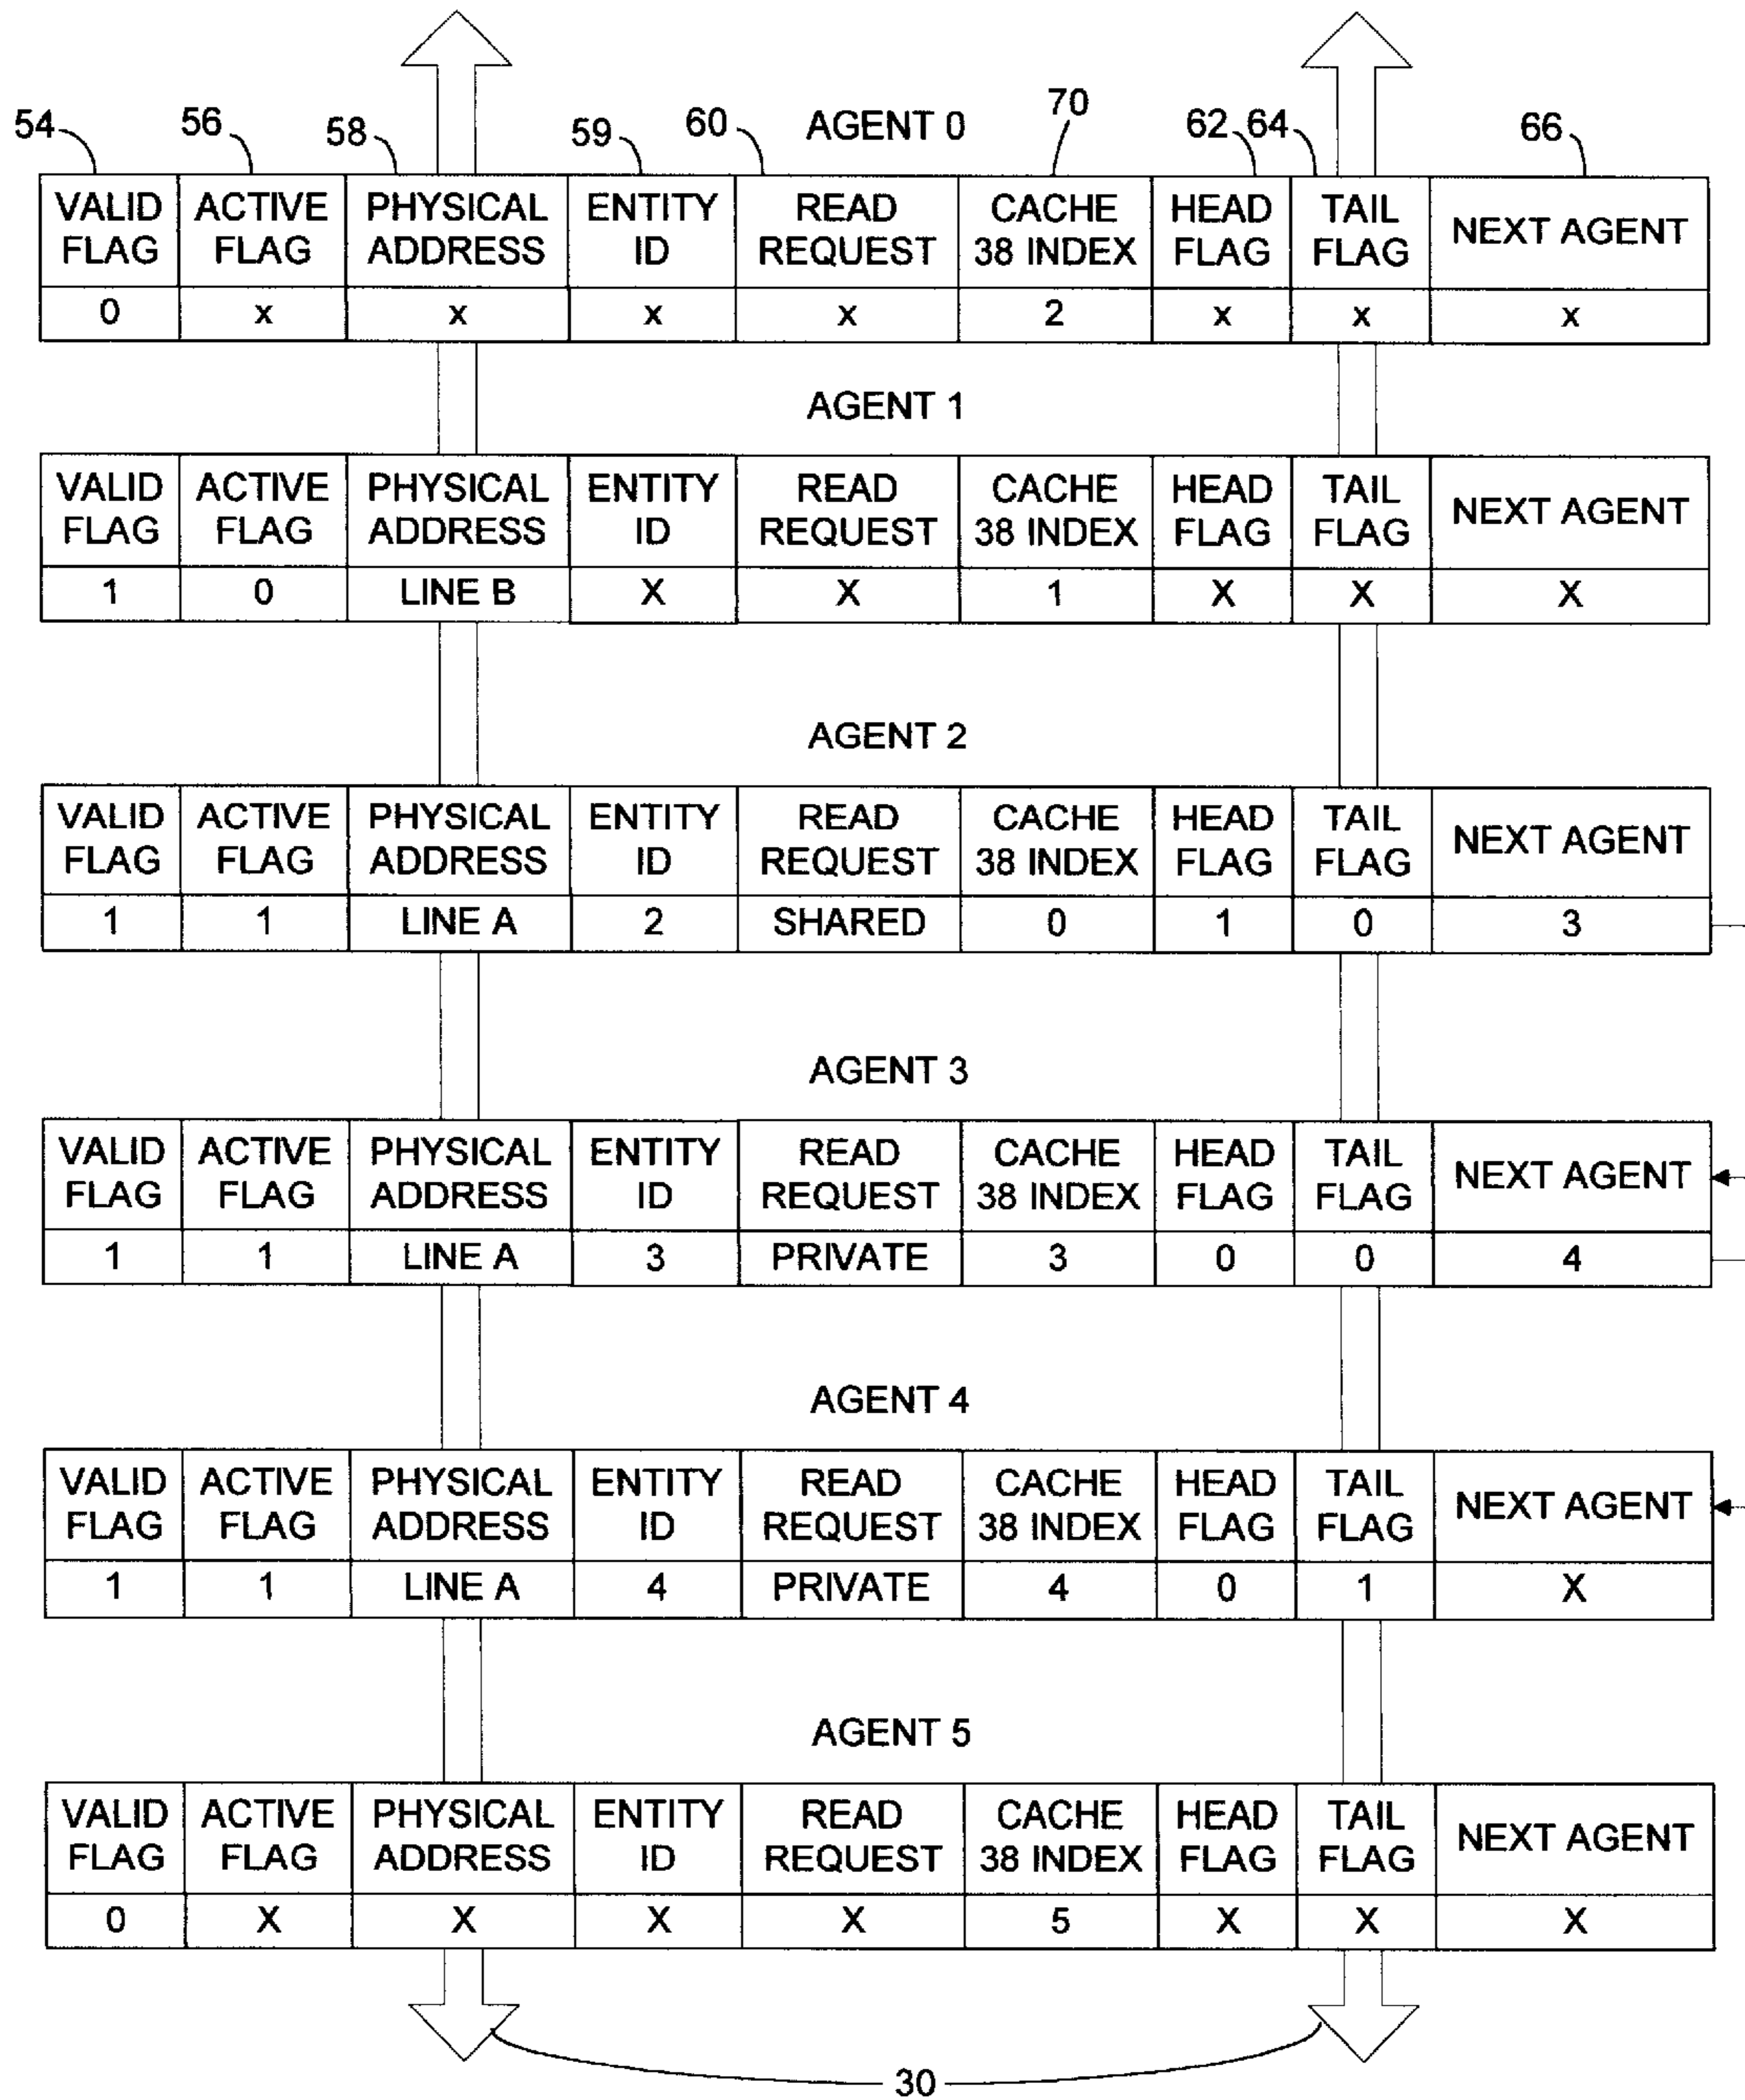 54 56 58 59 60 AGENT 0 70 62 64 66
VALID FLAG ACTIVE FLAG PHYSICAL ADDRESS ENTITY ID READ REQUEST CACHE 38 INDEX HEAD FLAG TAIL FLAG NEXT AGENT
0 x x x x 2 x x x
AGENT 1
VALID FLAG ACTIVE FLAG PHYSICAL ADDRESS ENTITY ID READ REQUEST CACHE 38 INDEX HEAD FLAG TAIL FLAG NEXT AGENT
1 0 LINE B X X 1 X X X
AGENT 2
VALID FLAG ACTIVE FLAG PHYSICAL ADDRESS ENTITY ID READ REQUEST CACHE 38 INDEX HEAD FLAG TAIL FLAG NEXT AGENT
1 1 LINE A 2 SHARED 0 1 0 3
AGENT 3
VALID FLAG ACTIVE FLAG PHYSICAL ADDRESS ENTITY ID READ REQUEST CACHE 38 INDEX HEAD FLAG TAIL FLAG NEXT AGENT
1 1 LINE A 3 PRIVATE 3 0 0 4
AGENT 4
VALID FLAG ACTIVE FLAG PHYSICAL ADDRESS ENTITY ID READ REQUEST CACHE 38 INDEX HEAD FLAG TAIL FLAG NEXT AGENT
1 1 LINE A 4 PRIVATE 4 0 1 X
AGENT 5
VALID FLAG ACTIVE FLAG PHYSICAL ADDRESS ENTITY ID READ REQUEST CACHE 38 INDEX HEAD FLAG TAIL FLAG NEXT AGENT
0 X X X X 5 X X X
30